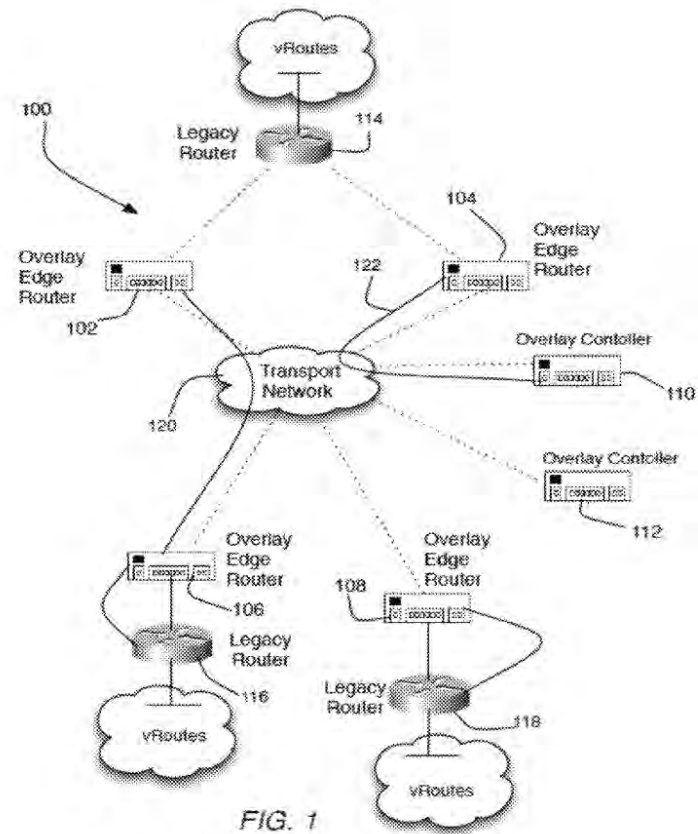 vRoutes
100
Legacy
Router
114
104
Overlay
Edge
Router
Overlay
Edge
Router
122
102
Overlay Contoller
Transport
Network
110
120
Overlay Contoller
112
Overlay
Edge
Router
Overlay
Edge
Router
106
108
Legacy
Router
116
Legacy
Router
118
vRoutes
vRoutes
FIG. 1